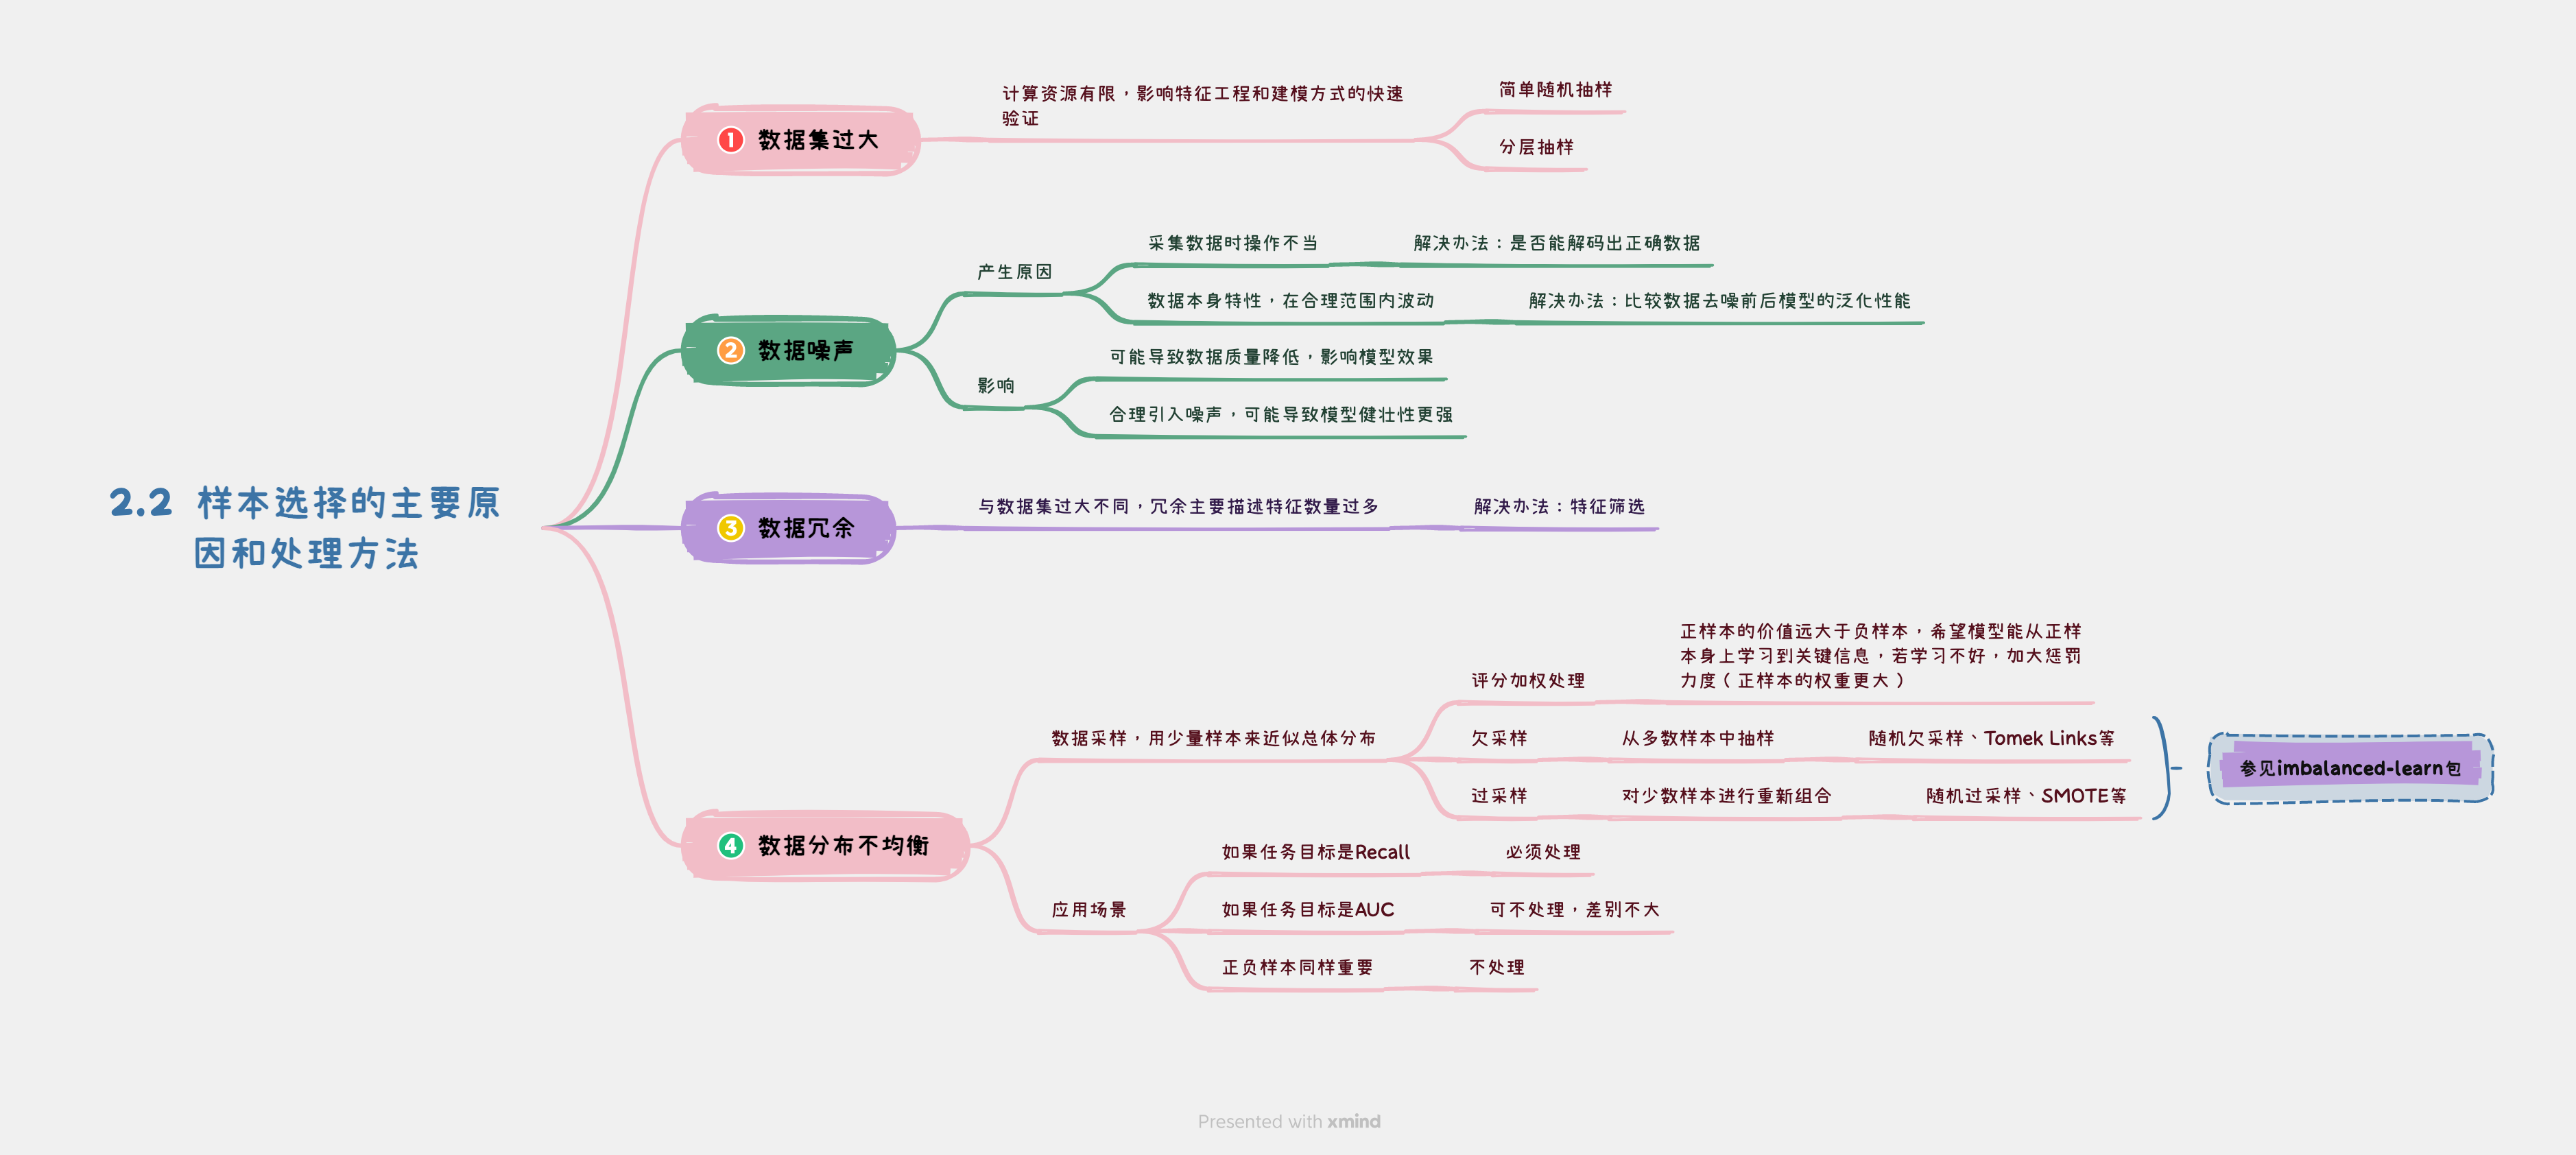 2.2 样本选择的主要原
因和处理方法
1 数据集过大
计算资源有限，影响特征工程和建模方式的快速
验证
简单随机抽样
分层抽样
2 数据噪声
产生原因
采集数据时操作不当
解决办法：是否能解码出正确数据
数据本身特性，在合理范围内波动
解决办法：比较数据去噪前后模型的泛化性能
影响
可能导致数据质量降低，影响模型效果
合理引入噪声，可能导致模型健壮性更强
3 数据冗余
与数据集过大不同，冗余主要描述特征数量过多
解决办法：特征筛选
4 数据分布不均衡
数据采样，用少量样本来近似总体分布
评分加权处理
正样本的价值远大于负样本，希望模型能从正样
本身上学习到关键信息，若学习不好，加大惩罚
力度（正样本的权重更大）
欠采样
从多数样本中抽样
随机欠采样、Tomek Links等
过采样
对少数样本进行重新组合
随机过采样、SMOTE等
参见imbalanced-learn包
应用场景
如果任务目标是Recall
必须处理
如果任务目标是AUC
可不处理，差别不大
正负样本同样重要
不处理
Presented with xmind